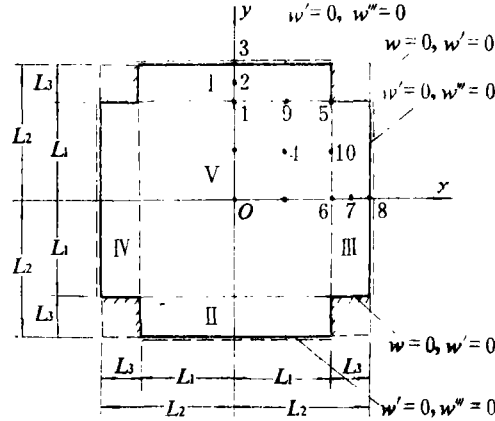 y
w′=0, w‴=0
3
w=0, w′=0
L₃
1
2
w′=0, w‴=0
1
9
5
L₂
L₁
4
10
V
O
6
7
8
x
IV
III
L₂
L₁
II
L₃
w=0, w′=0
L₃
L₁
L₁
L₃
L₂
L₂
w′=0, w‴=0